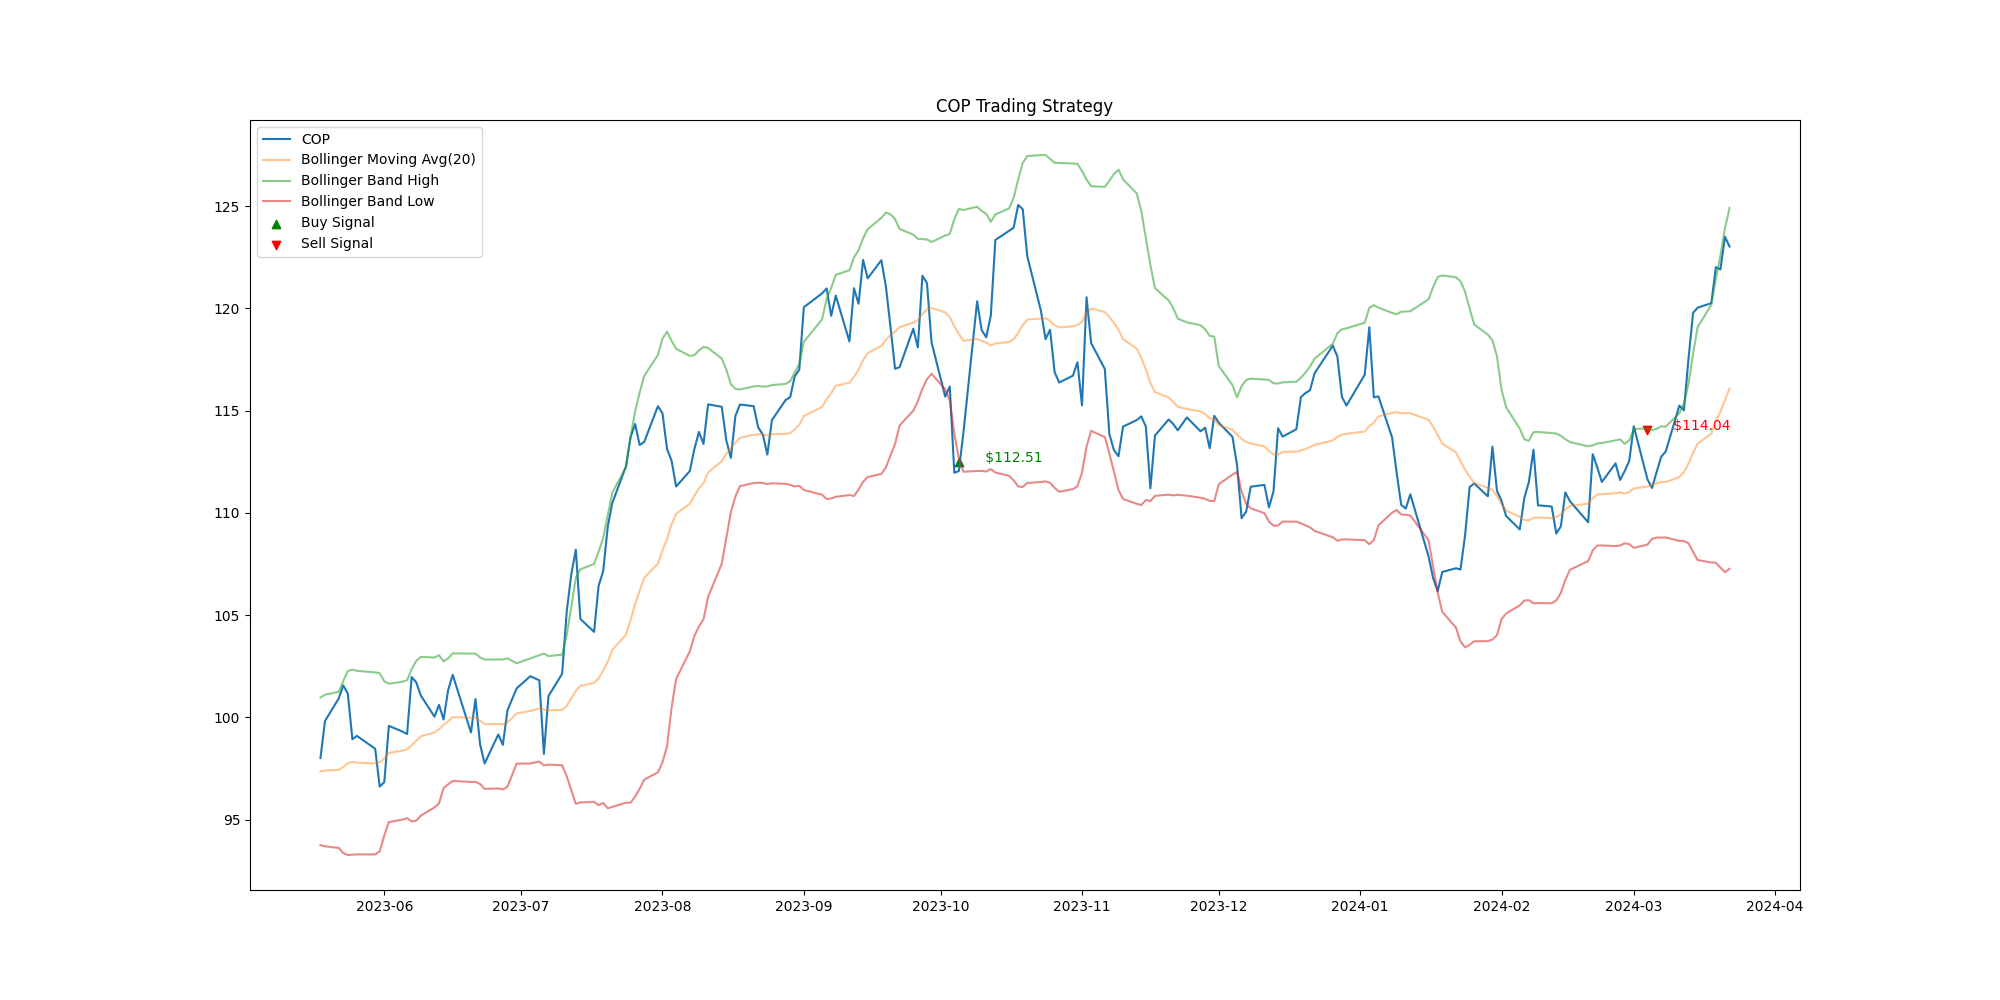 COP Trading Strategy
COP
Bollinger Moving Avg(20)
Bollinger Band High
Bollinger Band Low
Buy Signal
Sell Signal
125
120
115
110
105
100
95
$114.04
$112.51
2023-06
2023-07
2023-08
2023-09
2023-10
2023-11
2023-12
2024-01
2024-02
2024-03
2024-04